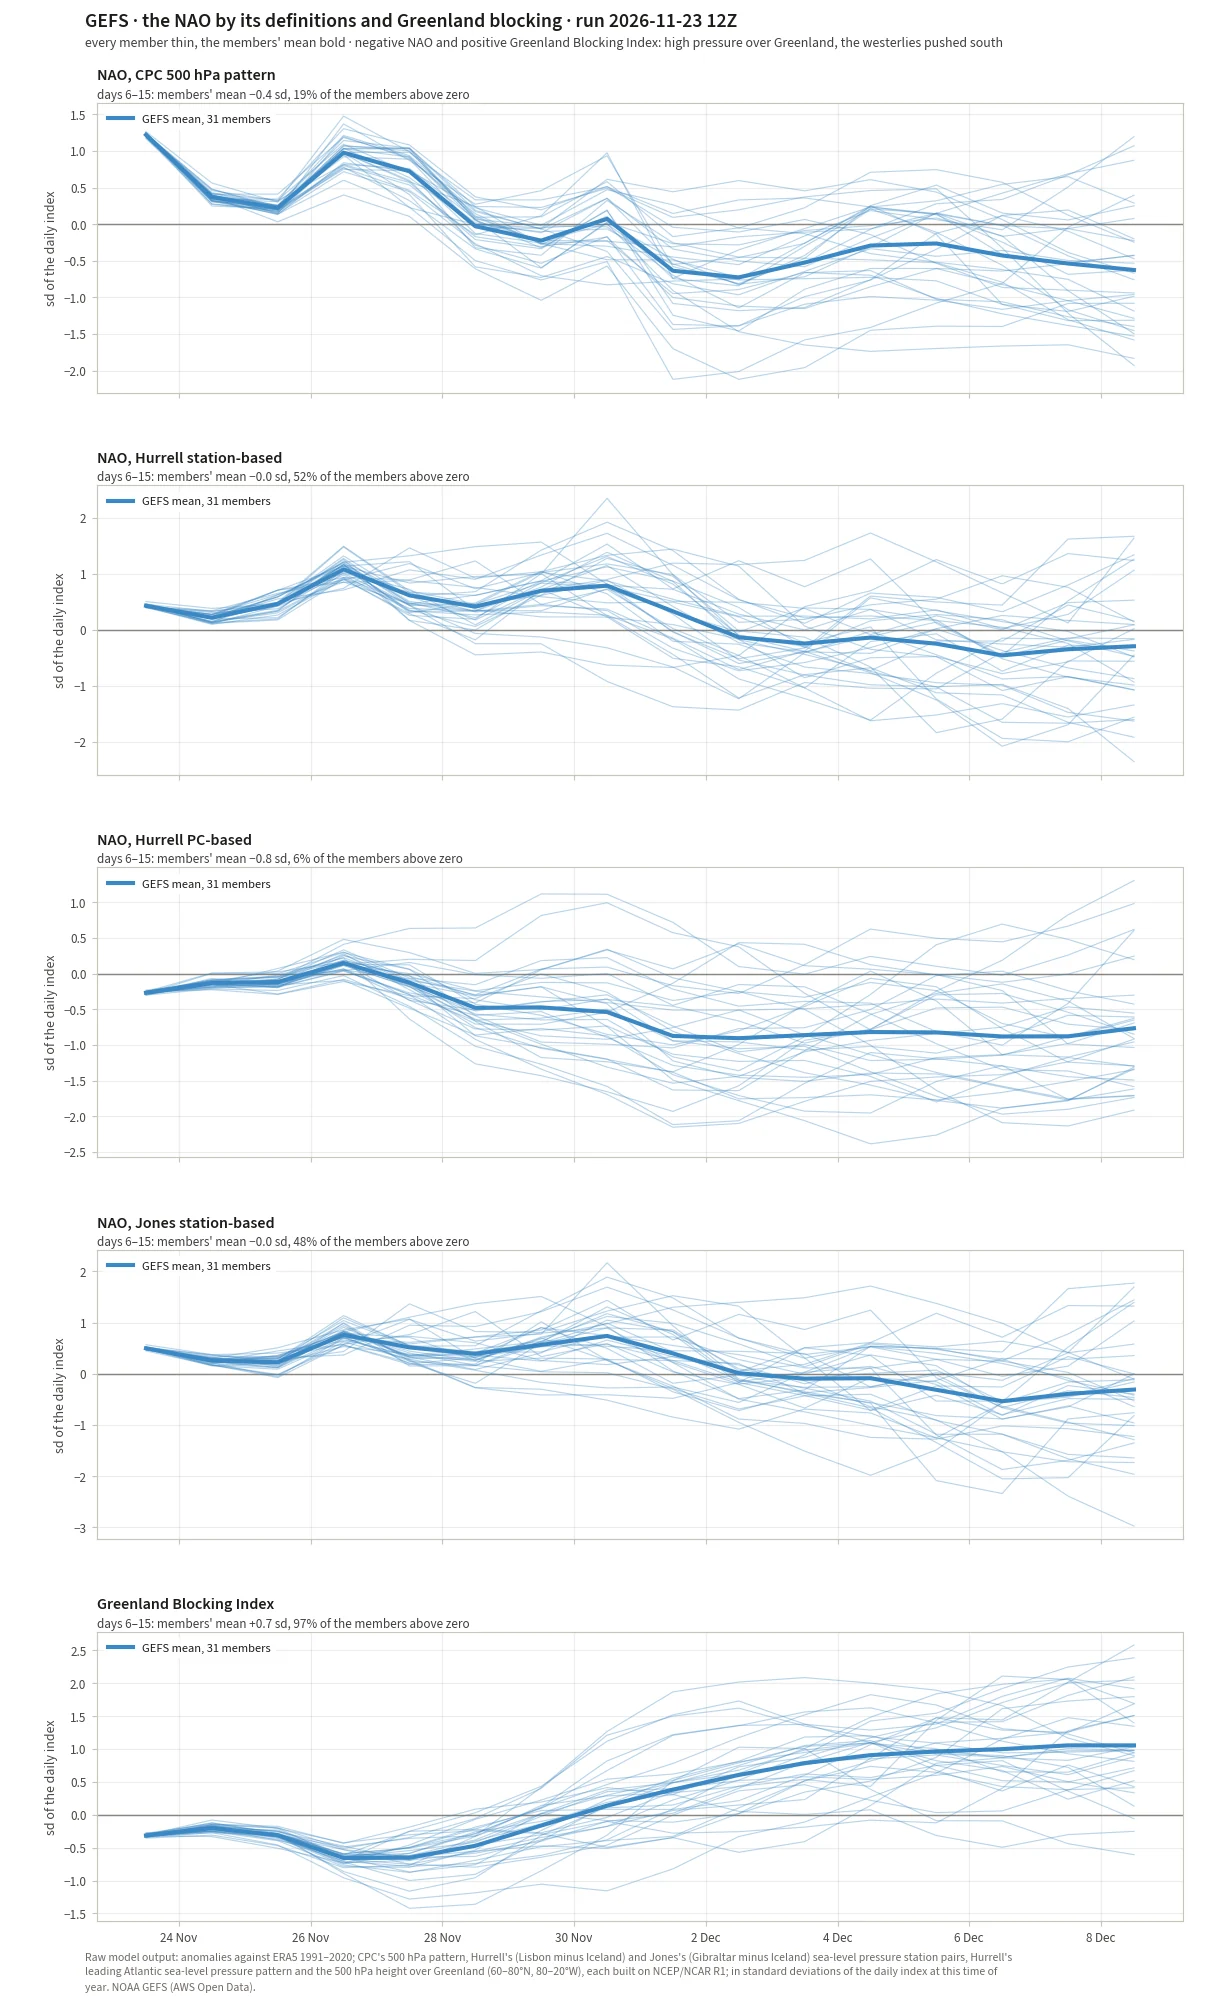 GEFS · the NAO by its definitions and Greenland blocking · run 2026-11-23 12Z
every member thin, the members' mean bold · negative NAO and positive Greenland Blocking Index: high pressure over Greenland, the westerlies pushed south
NAO, CPC 500 hPa pattern
days 6–15: members' mean −0.4 sd, 19% of the members above zero
GEFS mean, 31 members
sd of the daily index
1.5
1.0
0.5
0.0
−0.5
−1.0
−1.5
−2.0
NAO, Hurrell station-based
days 6–15: members' mean −0.0 sd, 52% of the members above zero
GEFS mean, 31 members
sd of the daily index
2
1
0
−1
−2
NAO, Hurrell PC-based
days 6–15: members' mean −0.8 sd, 6% of the members above zero
GEFS mean, 31 members
sd of the daily index
1.0
0.5
0.0
−0.5
−1.0
−1.5
−2.0
−2.5
NAO, Jones station-based
days 6–15: members' mean −0.0 sd, 48% of the members above zero
GEFS mean, 31 members
sd of the daily index
2
1
0
−1
−2
−3
Greenland Blocking Index
days 6–15: members' mean +0.7 sd, 97% of the members above zero
GEFS mean, 31 members
sd of the daily index
2.5
2.0
1.5
1.0
0.5
0.0
−0.5
−1.0
−1.5
24 Nov 26 Nov 28 Nov 30 Nov 2 Dec 4 Dec 6 Dec 8 Dec
Raw model output: anomalies against ERA5 1991–2020; CPC's 500 hPa pattern, Hurrell's (Lisbon minus Iceland) and Jones's (Gibraltar minus Iceland) sea-level pressure station pairs, Hurrell's
leading Atlantic sea-level pressure pattern and the 500 hPa height over Greenland (60–80°N, 80–20°W), each built on NCEP/NCAR R1; in standard deviations of the daily index at this time of
year. NOAA GEFS (AWS Open Data).